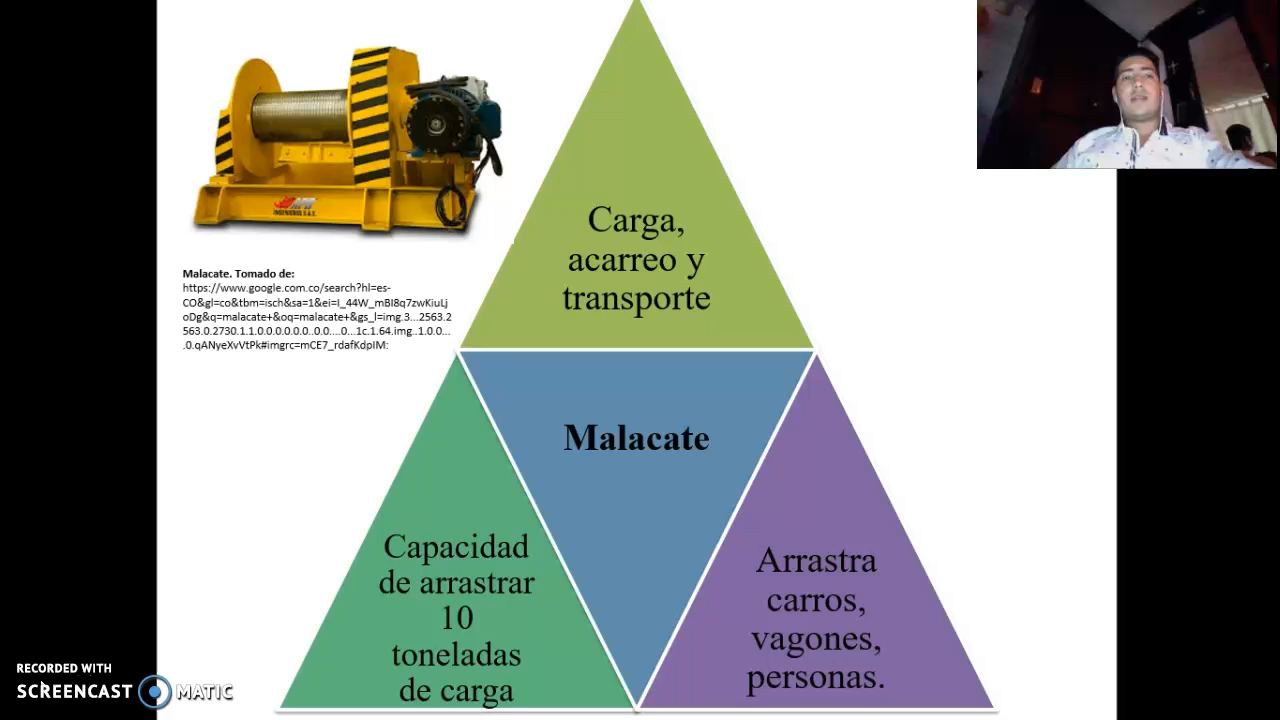 INGENIERIA S.A.S.
Malacate. Tomado de:
https://www.google.com.co/search?hl=es-
CO&gl=co&tbm=isch&sa=1&ei=I_44W_mBI8q7zwKiuLj
oDg&q=malacate+&oq=malacate+&gs_l=img.3...2563.2
563.0.2730.1.1.0.0.0.0.0.0..0.0....0...1c.1.64.img..1.0.0...
.0.qANyeXvVtPk#imgrc=mCE7_rdafKdpIM:
Carga,
acarreo y
transporte
Malacate
Capacidad
de arrastrar
10
toneladas
de carga
Arrastra
carros,
vagones,
personas.
RECORDED WITH
SCREENCAST MATIC